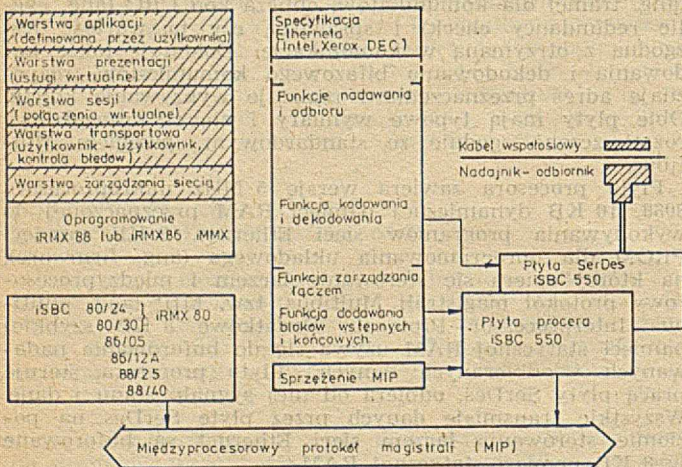 Warstwa aplikacji
(definiowana przez użytkownika)
Warstwa prezentacji
(usługi wirtualne)
Warstwa sesji
(połączenia wirtualne)
Warstwa transportowa
(użytkownik - użytkownik,
kontrola błędów)
Warstwa zarządzania siecią
Oprogramowanie
iRMX 88 lub iRMX86 iMMX
iSBC 80/24
80/30
iRMX 80
86/05
86/12A
88/25
88/40
Specyfikacja
Etherneta
(Intel, Xerox, DEC)
Funkcje nadawania
i odbioru
Funkcja kodowania
i dekodowania
Funkcja zarządzania
łączem
Funkcja dodawania
bloków wstępnych
i końcowych
Sprzężenie MIP
Kabel współosiowy
Nadajnik - odbiornik
Płyta SerDes
iSBC 550
Płyta procera
iSBC 550
Międzyprocesorowy protokół magistrali (MIP)